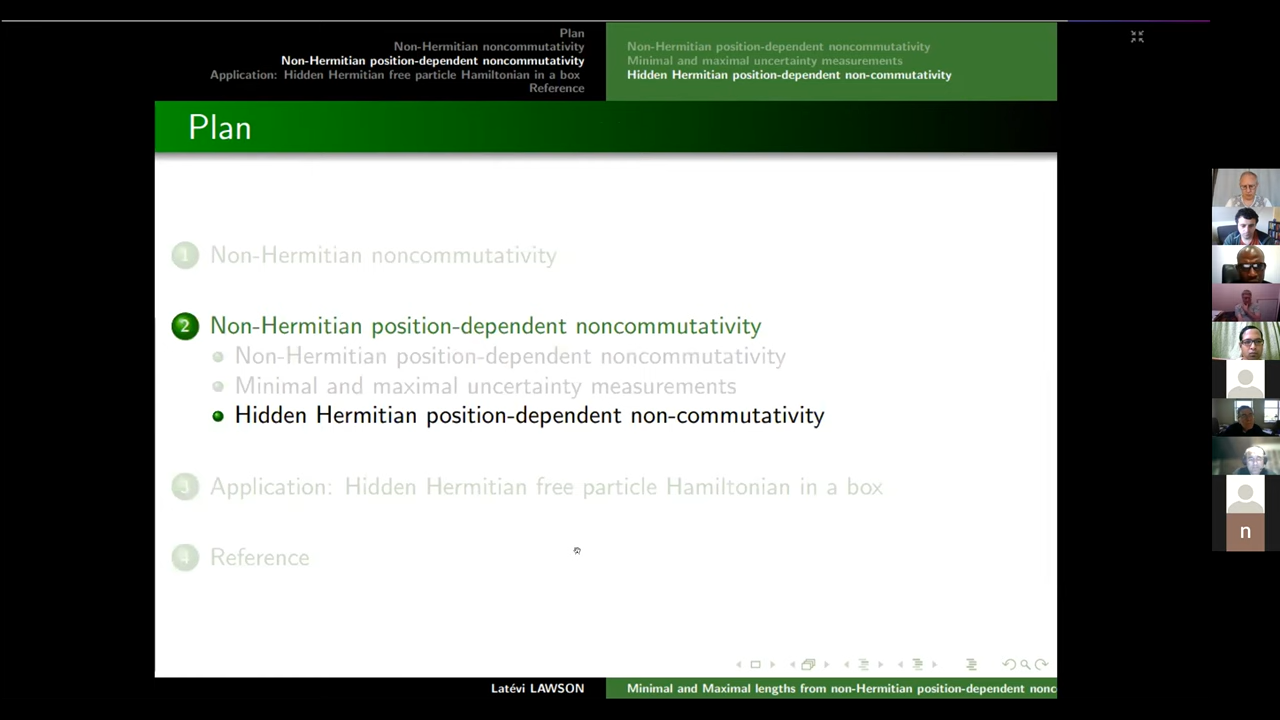 Plan
Non-Hermitian noncommutativity
Non-Hermitian position-dependent noncommutativity
Application: Hidden Hermitian free particle Hamiltonian in a box
Reference
Non-Hermitian position-dependent noncommutativity
Minimal and maximal uncertainty measurements
Hidden Hermitian position-dependent non-commutativity
Plan
1 Non-Hermitian noncommutativity
2 Non-Hermitian position-dependent noncommutativity
Non-Hermitian position-dependent noncommutativity
Minimal and maximal uncertainty measurements
Hidden Hermitian position-dependent non-commutativity
3 Application: Hidden Hermitian free particle Hamiltonian in a box
4 Reference
n
Latévi LAWSON
Minimal and Maximal lengths from non-Hermitian position-dependent nonc